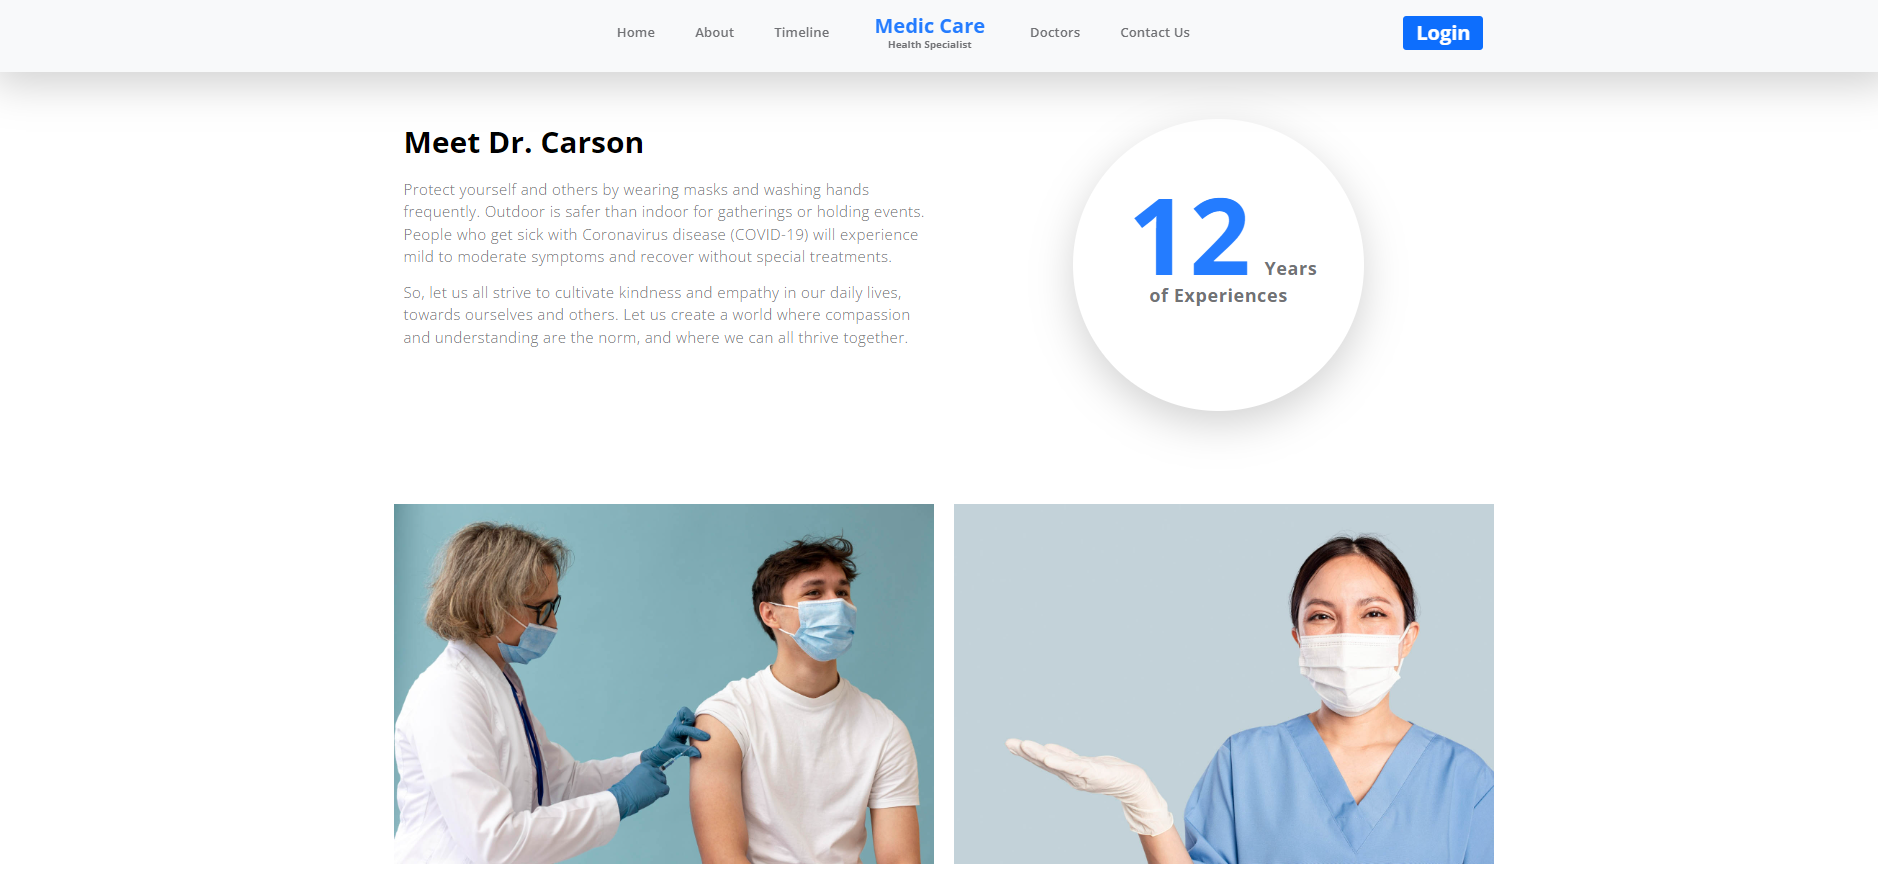 Home
About
Timeline
Medic Care
Health Specialist
Doctors
Contact Us
Login
Meet Dr. Carson
Protect yourself and others by wearing masks and washing hands
frequently. Outdoor is safer than indoor for gatherings or holding events.
People who get sick with Coronavirus disease (COVID-19) will experience
mild to moderate symptoms and recover without special treatments.
So, let us all strive to cultivate kindness and empathy in our daily lives,
towards ourselves and others. Let us create a world where compassion
and understanding are the norm, and where we can all thrive together.
12 Years
of Experiences